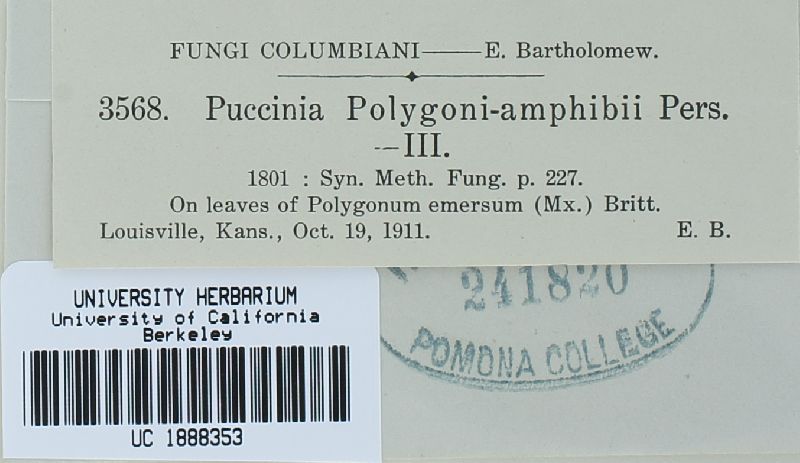 FUNGI COLUMBIANI—E. Bartholomew.
3568. Puccinia Polygoni-amphibii Pers.
—III.
1801 : Syn. Meth. Fung. p. 227.
On leaves of Polygonum emersum (Mx.) Britt.
Louisville, Kans., Oct. 19, 1911. E. B.
241820
POMONA COLLEGE
UNIVERSITY HERBARIUM
University of California
Berkeley
UC 1888353